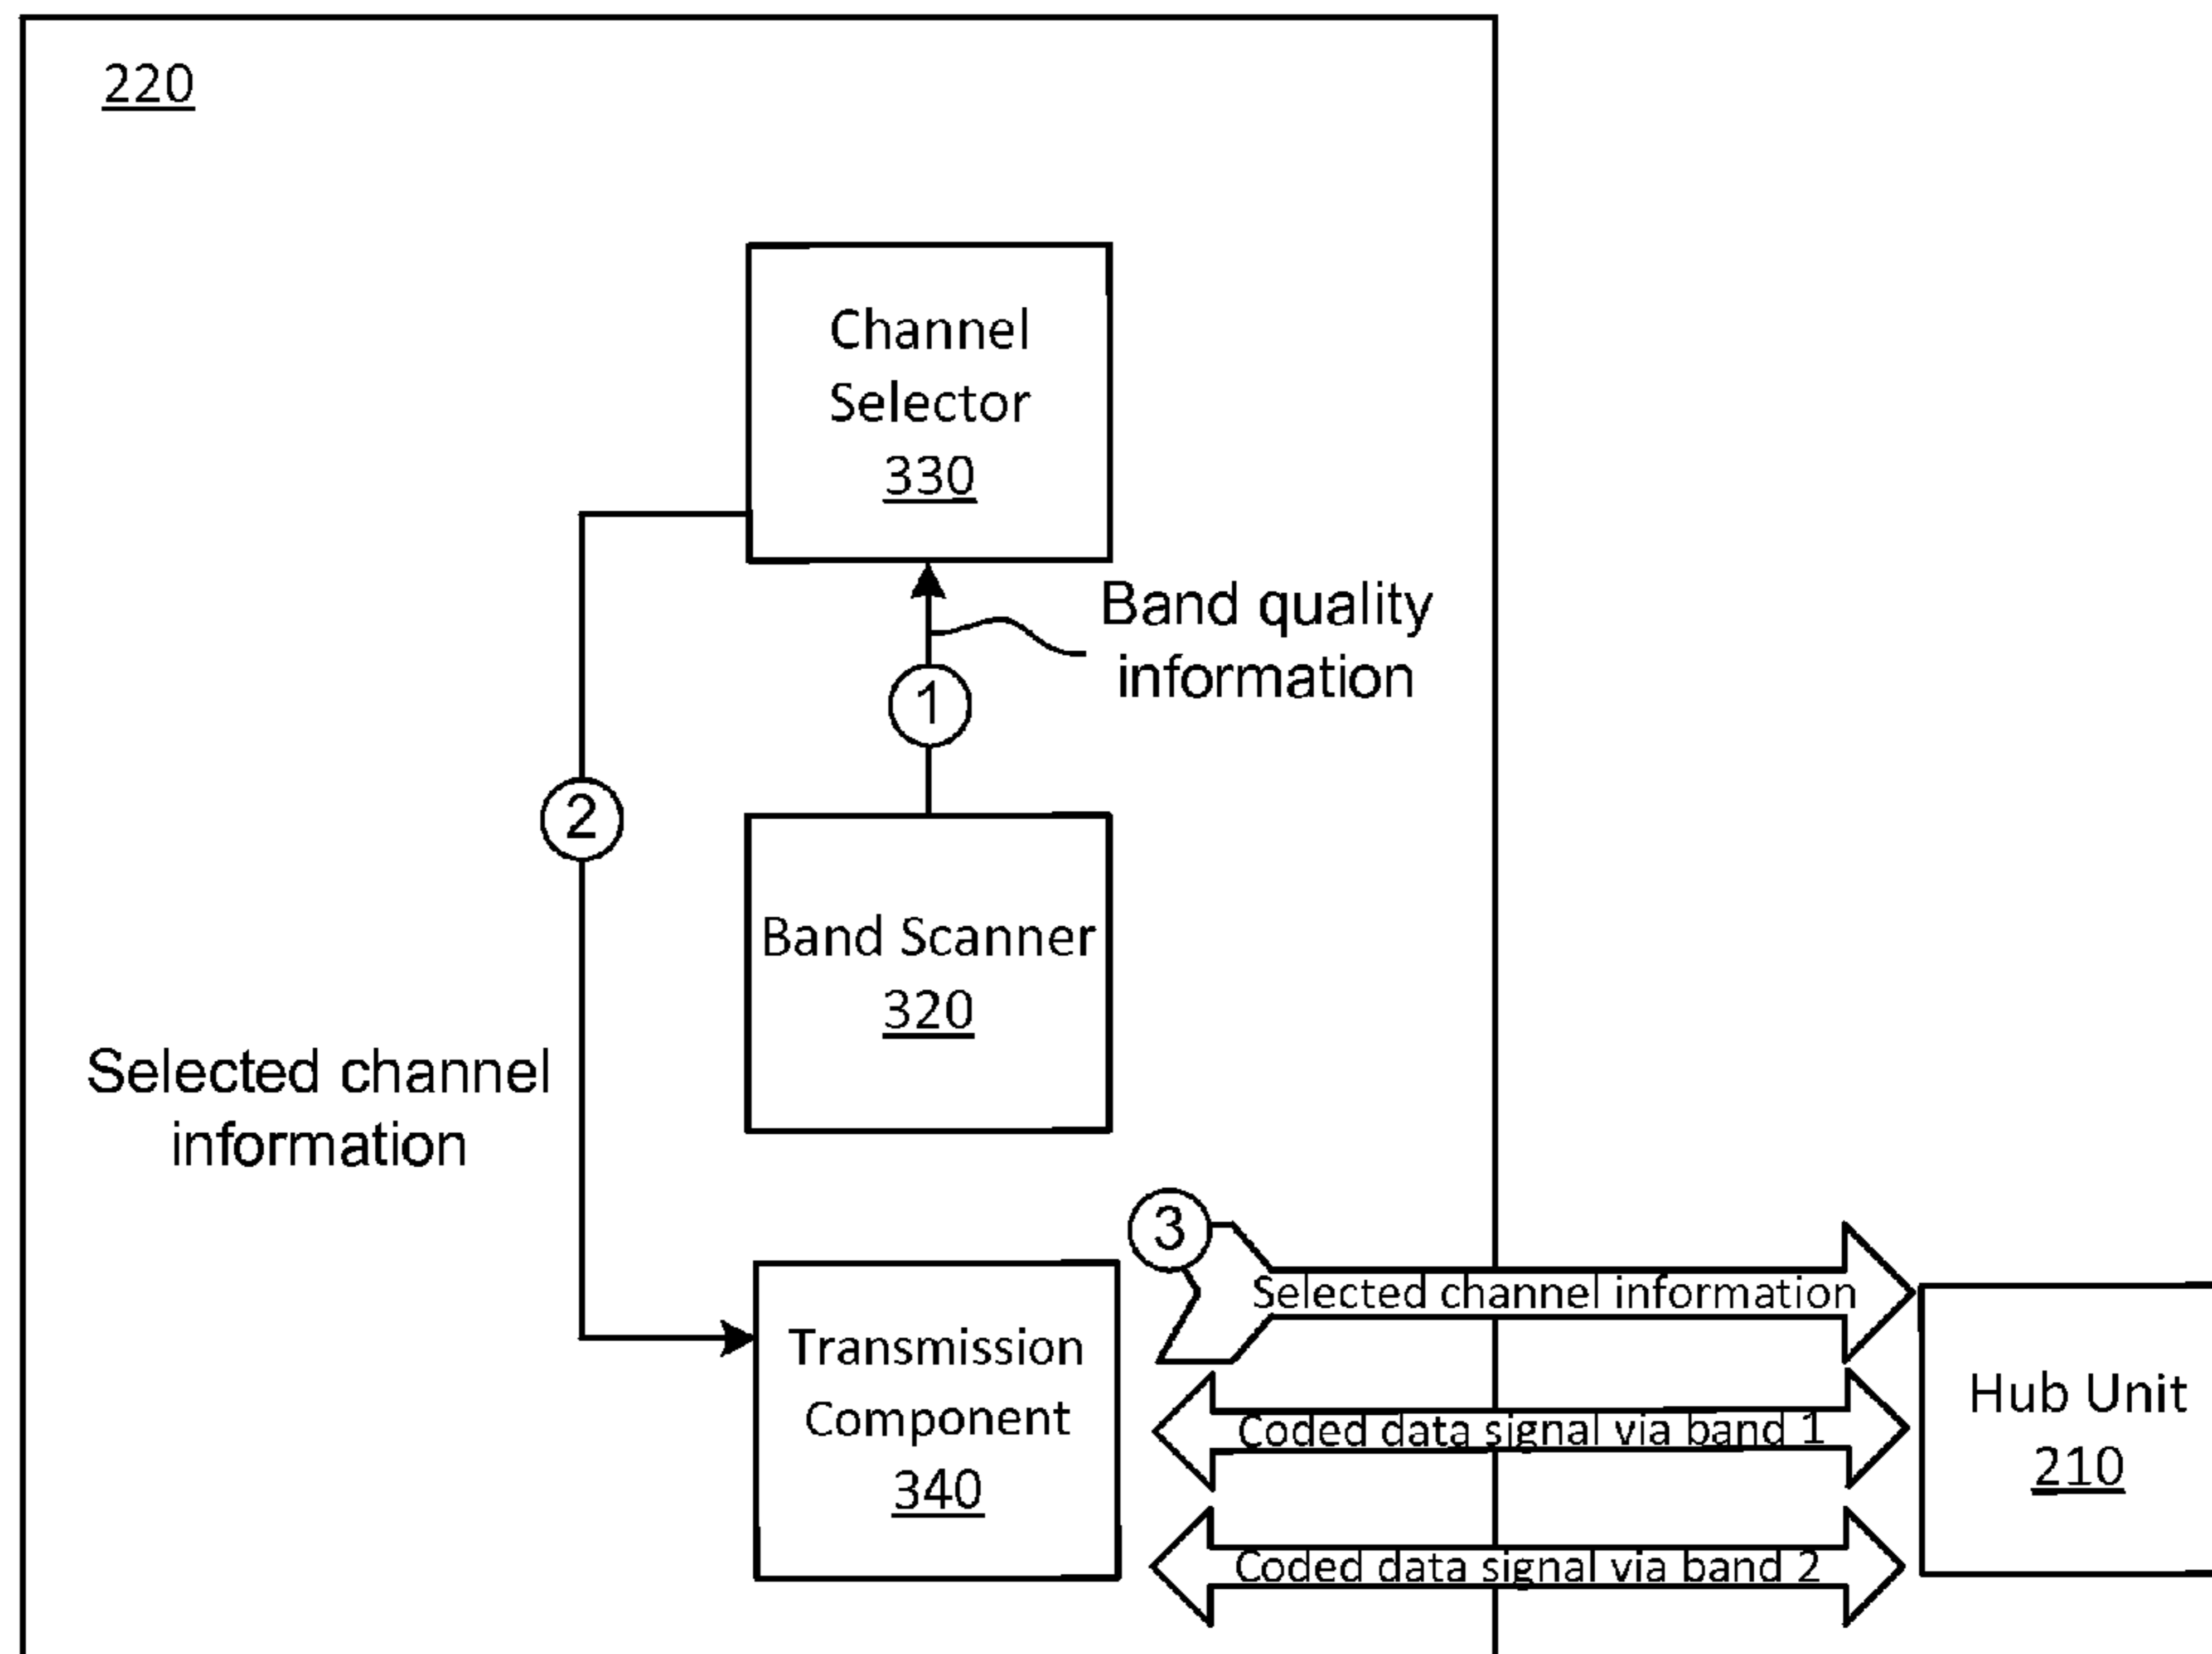 220
Channel
Selector
330
Band quality
information
1
2
Band Scanner
320
Selected channel
information
3
Selected channel information
Transmission
Component
340
Hub Unit
210
Coded data signal via band 1
Coded data signal via band 2